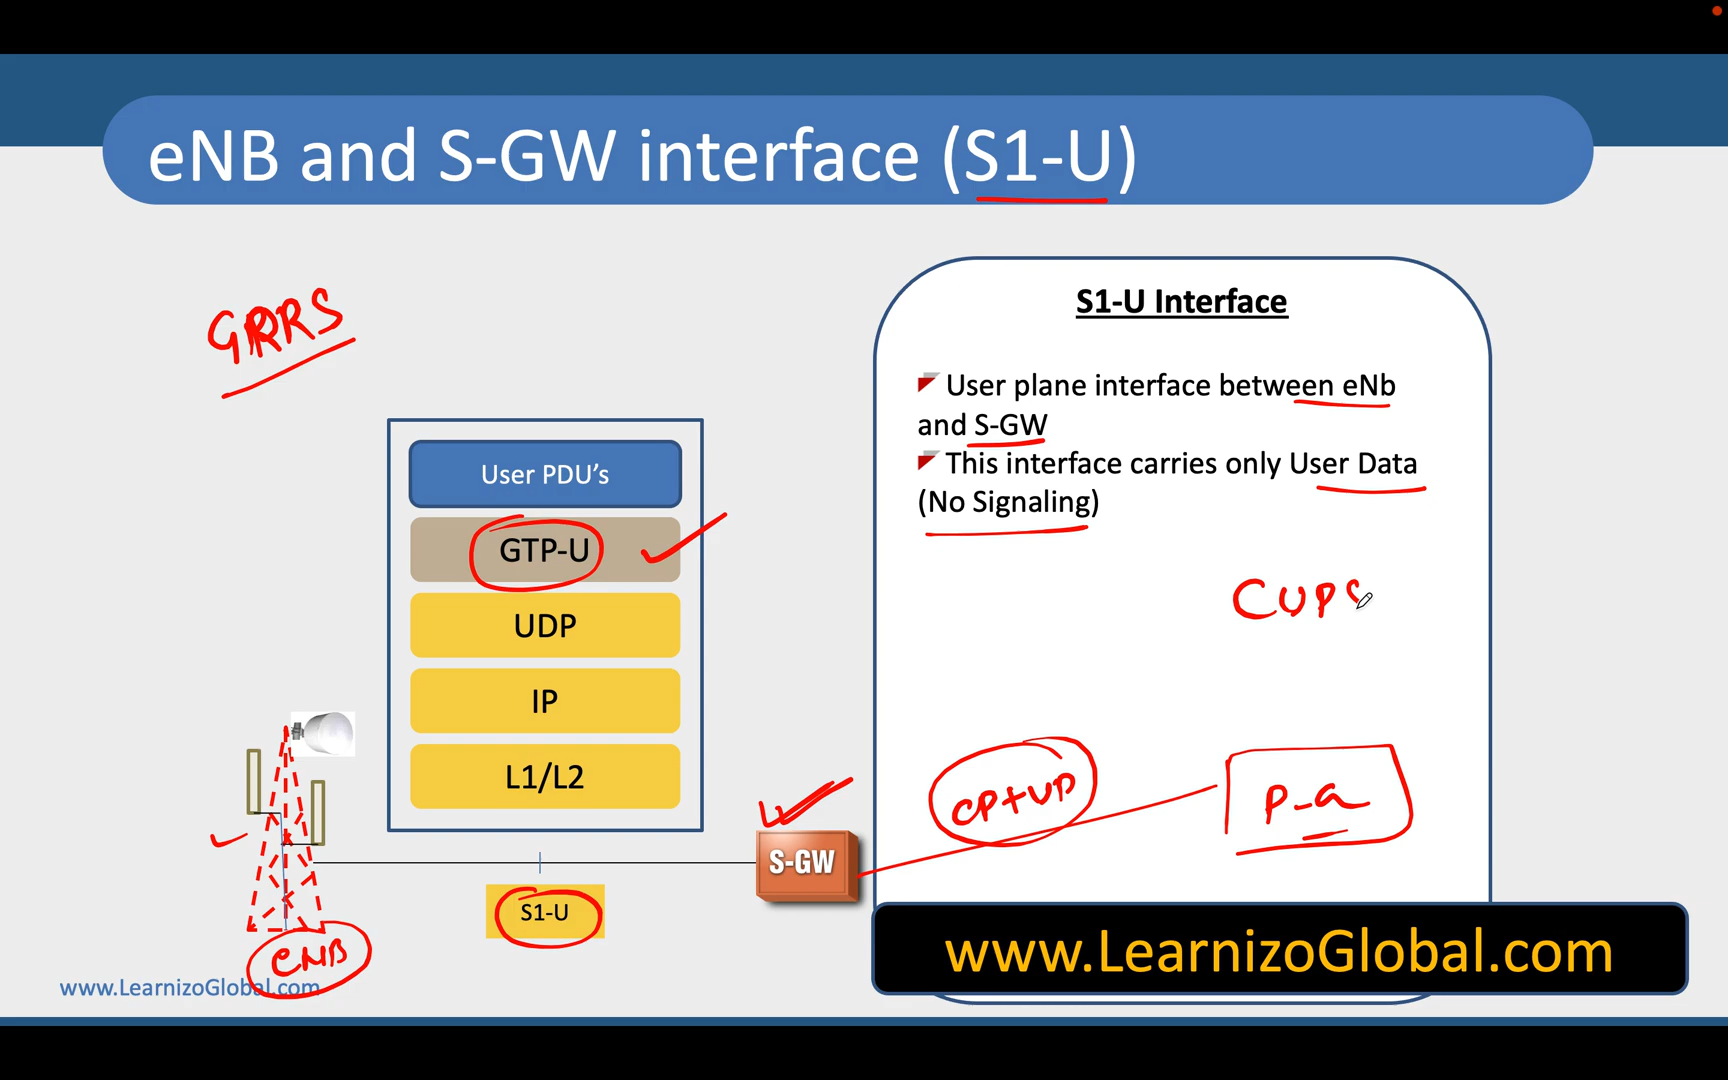 eNB and S-GW interface (S1-U)
GPRS
S1-U Interface
User plane interface between eNb
and S-GW
This interface carries only User Data
(No Signaling)
User PDU's
GTP-U
UDP
IP
L1/L2
CUPS
CP+UP
P-G
S-GW
S1-U
eNB
www.LearnizoGlobal.com
www.LearnizoGlobal.com